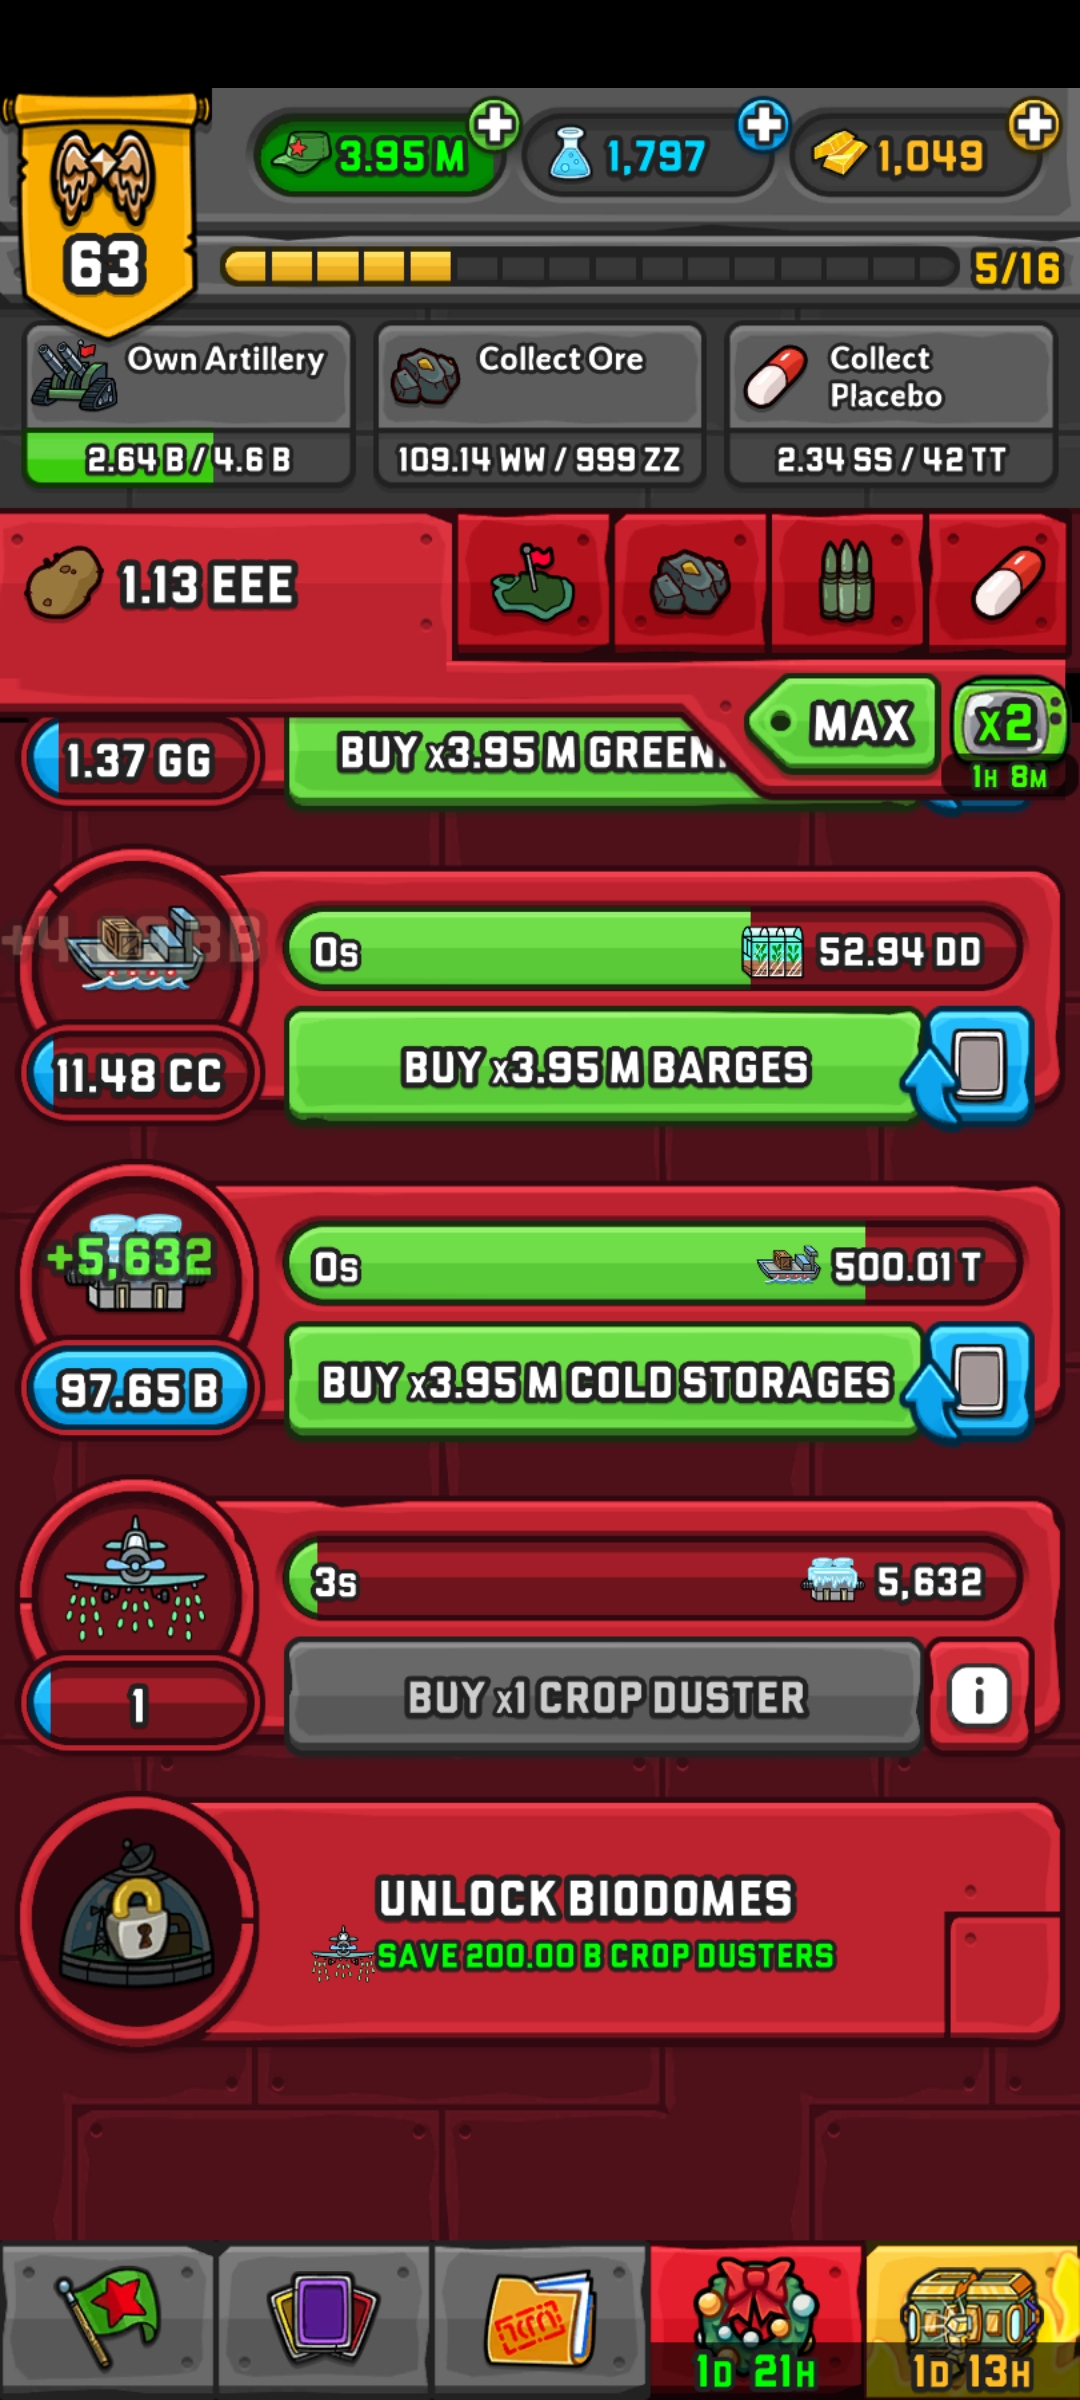 3.95 M
1,797
1,049
63
5/16
Own Artillery
2.64 B / 4.6 B
Collect Ore
109.14 WW / 999 ZZ
Collect
Placebo
2.34 SS / 42 TT
1.13 EEE
MAX
x2
1H 8M
1.37 GG
BUY x3.95 M GREEN
0s
52.94 DD
11.48 CC
BUY x3.95 M BARGES
+5,632
0s
500.01 T
97.65 B
BUY x3.95 M COLD STORAGES
3s
5,632
1
BUY x1 CROP DUSTER
i
UNLOCK BIODOMES
SAVE 200.00 B CROP DUSTERS
1D 21H
1D 13H